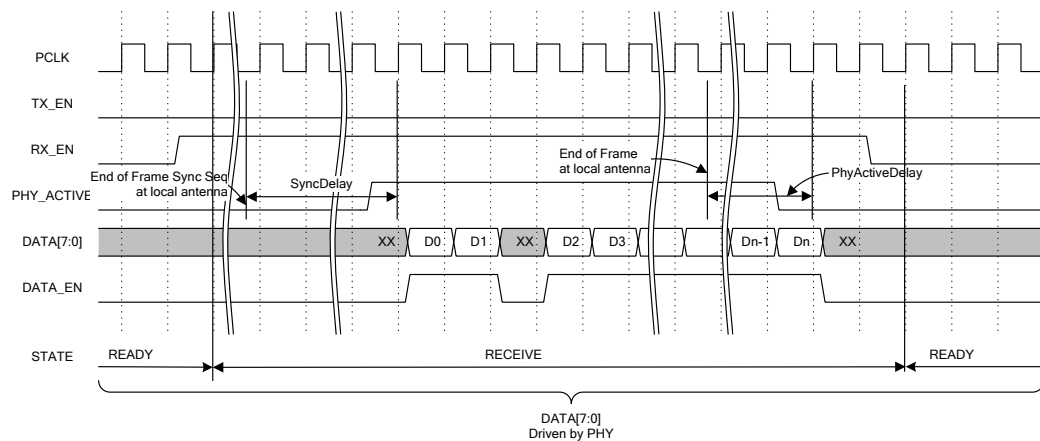 PCLK
TX_EN
RX_EN
End of Frame Sync Seq
at local antenna
SyncDelay
End of Frame
at local antenna
PhyActiveDelay
PHY_ACTIVE
DATA[7:0]
XX
D0
D1
XX
D2
D3
Dn-1
Dn
XX
DATA_EN
STATE
READY
RECEIVE
READY
DATA[7:0]
Driven by PHY